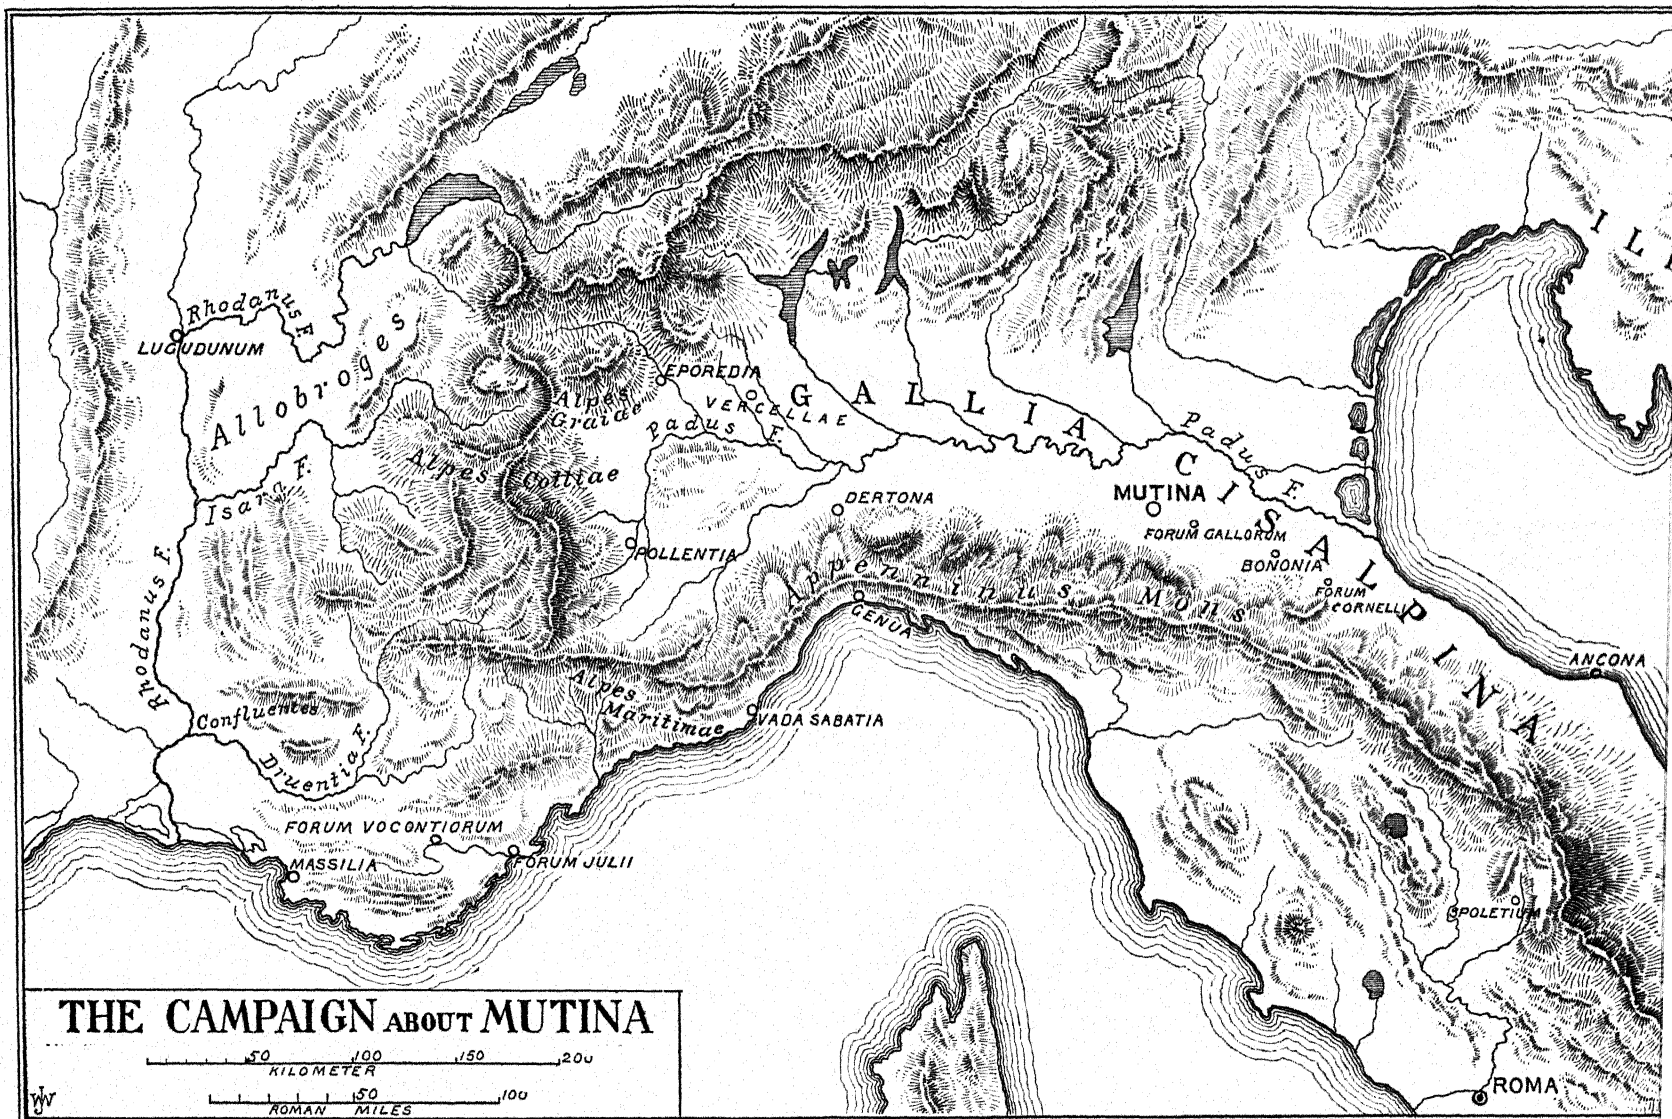 ILL
Rhodanus F.
LUGUDUNUM
Allobroges
EPOREDIA
VERCELLAE
Alpes
Graiae
Padus F.
GALLIA
CISALPINA
Padus F.
Isara F.
Alpes Cottiae
DERTONA
MUTINA
FORUM GALLORUM
BONONIA
FORUM
CORNELLI
POLLENTIA
Appenninus Mons
GENUA
Rhodanus F.
ANCONA
Alpes
Maritimae
VADA SABATIA
Confluentes
Druentia F.
FORUM VOCONTIORUM
MASSILIA
FORUM JULII
SPOLETIUM
ROMA
THE CAMPAIGN ABOUT MUTINA
50 100 150 200
KILOMETER
50 100
ROMAN MILES